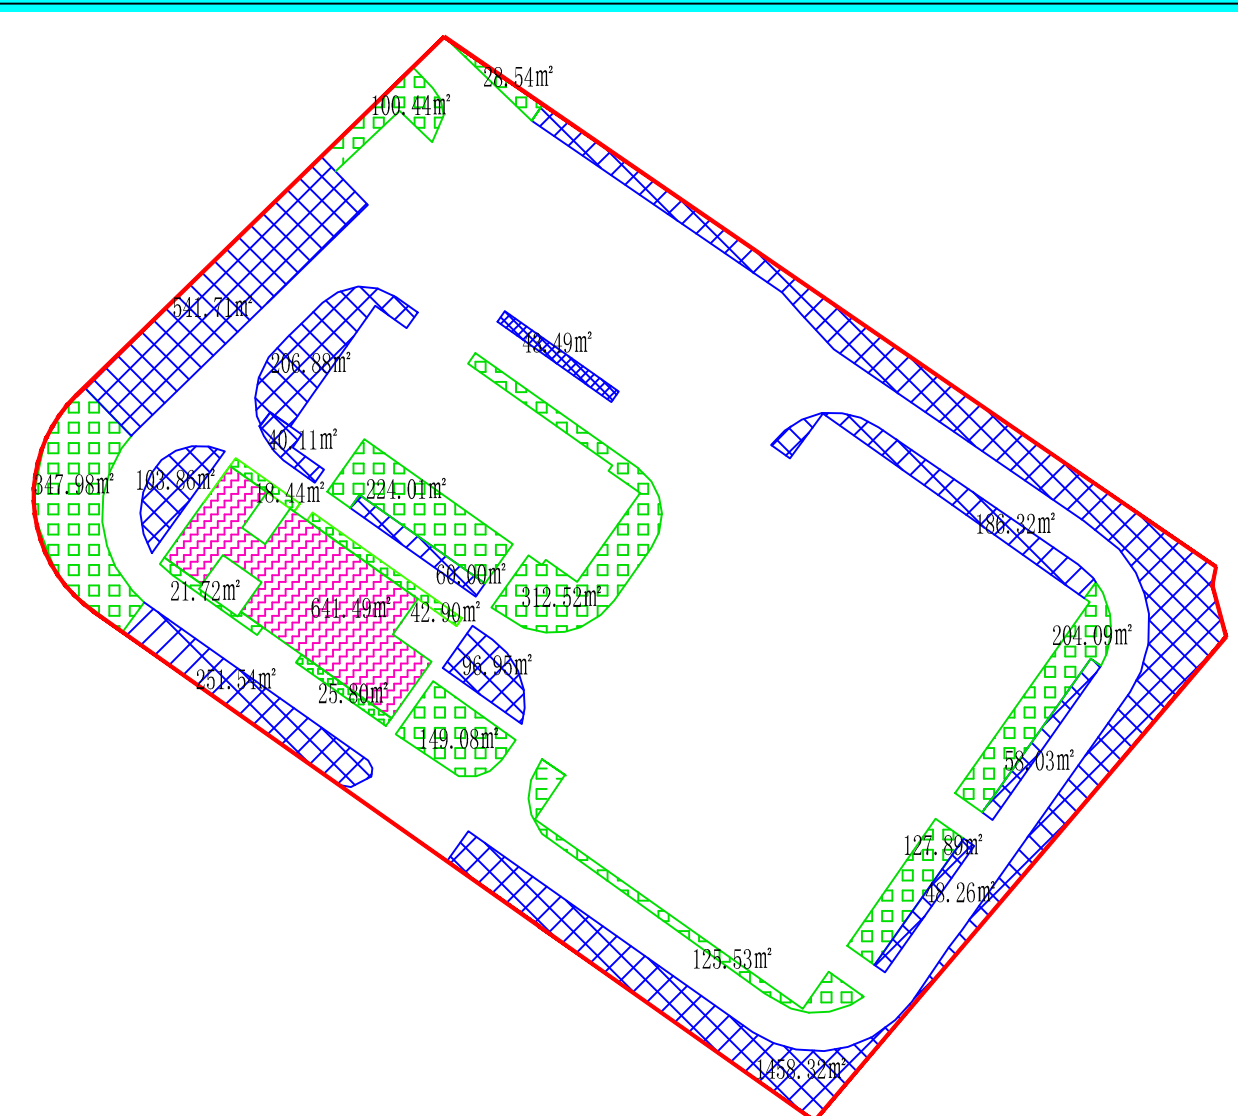 28.54m²
100.44m²
541.71m²
43.49m²
206.88m²
40.11m²
103.86m²
347.98m²
18.44m²
224.01m²
186.32m²
60.00m²
21.72m²
312.52m²
641.49m²
42.90m²
204.09m²
96.95m²
251.54m²
25.80m²
149.08m²
58.03m²
127.89m²
48.26m²
125.53m²
1458.32m²